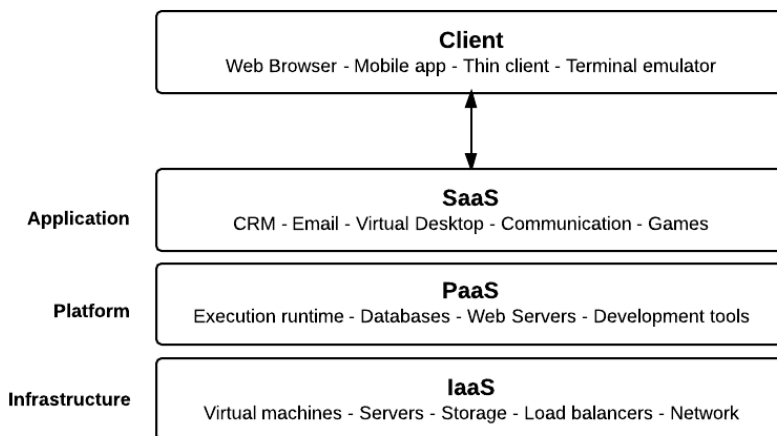 Client
Web Browser - Mobile app - Thin client - Terminal emulator
Application
SaaS
CRM - Email - Virtual Desktop - Communication - Games
Platform
PaaS
Execution runtime - Databases - Web Servers - Development tools
Infrastructure
IaaS
Virtual machines - Servers - Storage - Load balancers - Network